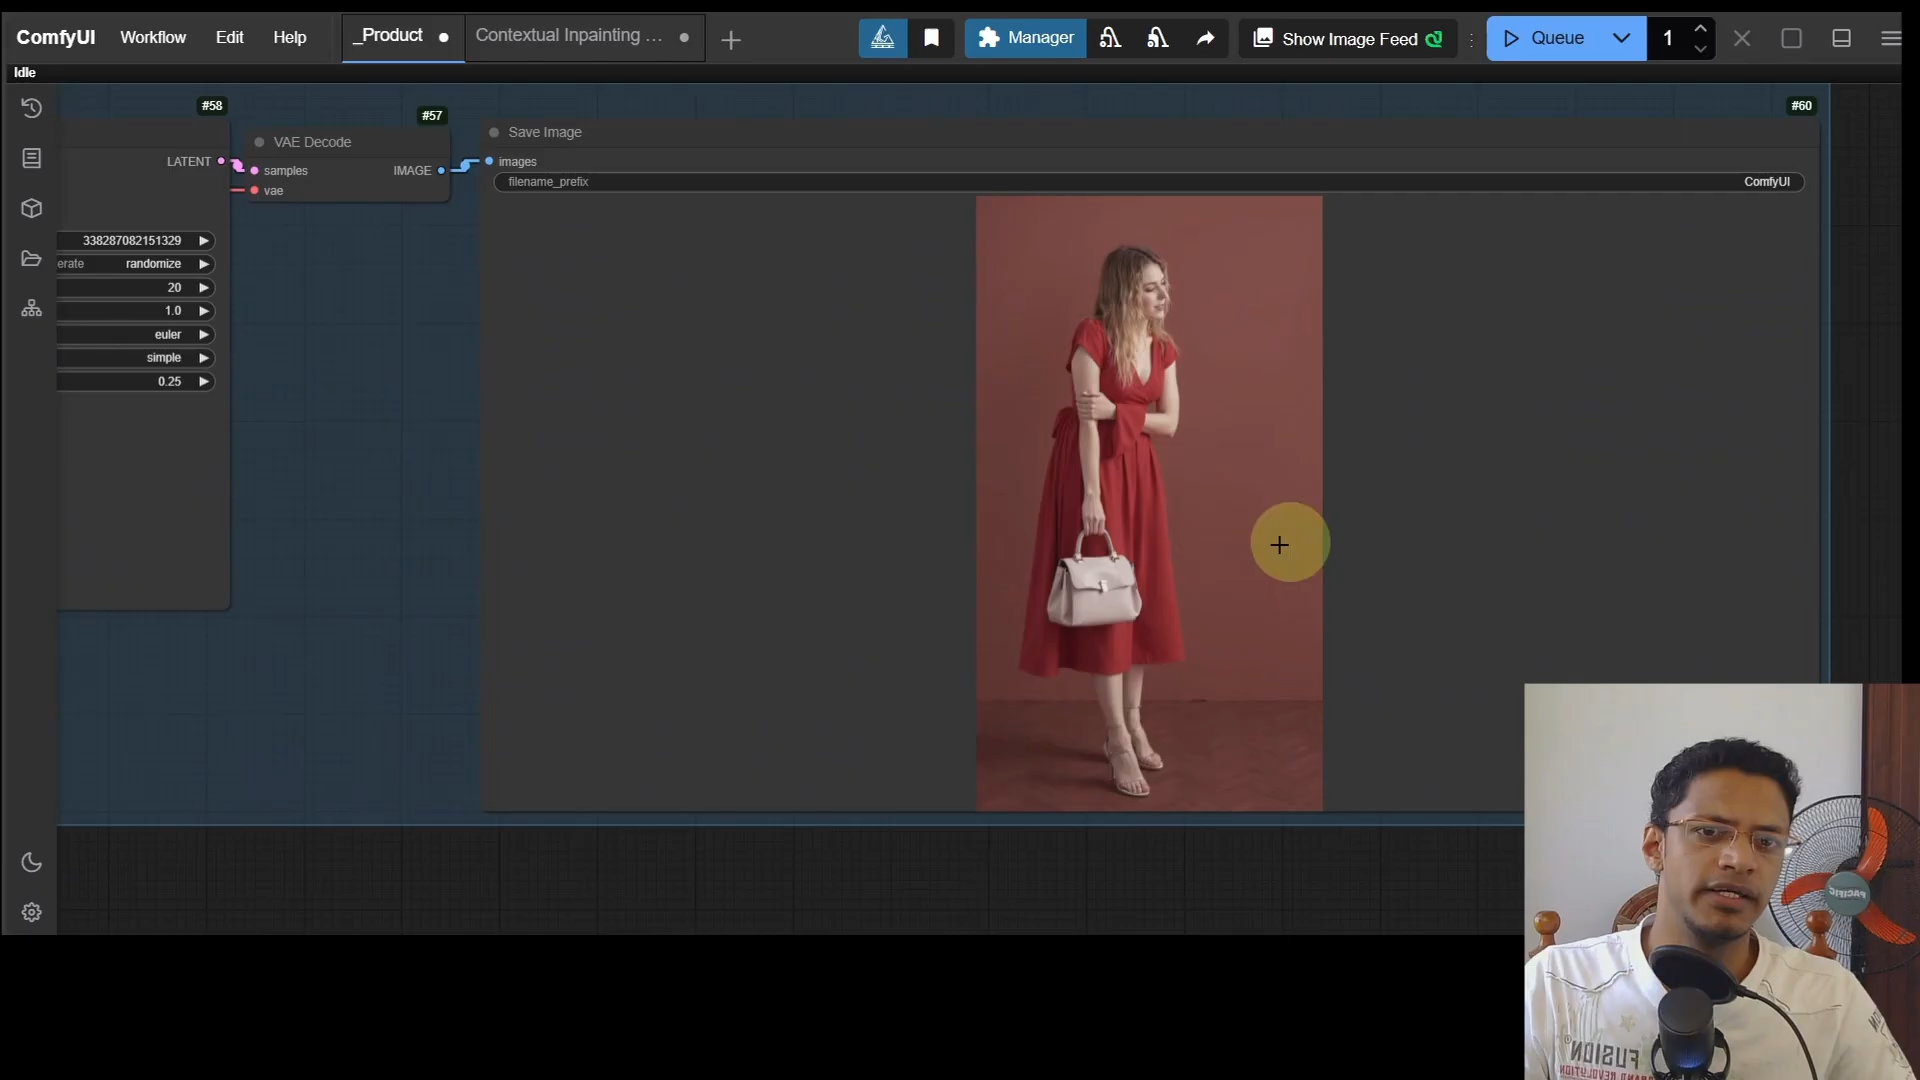 ComfyUI
Workflow
Edit
Help
_Product
Contextual Inpainting ...
Manager
Show Image Feed
Queue
1
Idle
#58
LATENT
338287082151329
erate
randomize
20
1.0
euler
simple
0.25
#57
VAE Decode
samples
IMAGE
vae
#60
Save Image
images
filename_prefix
ComfyUI
PACIFIC
FUSION